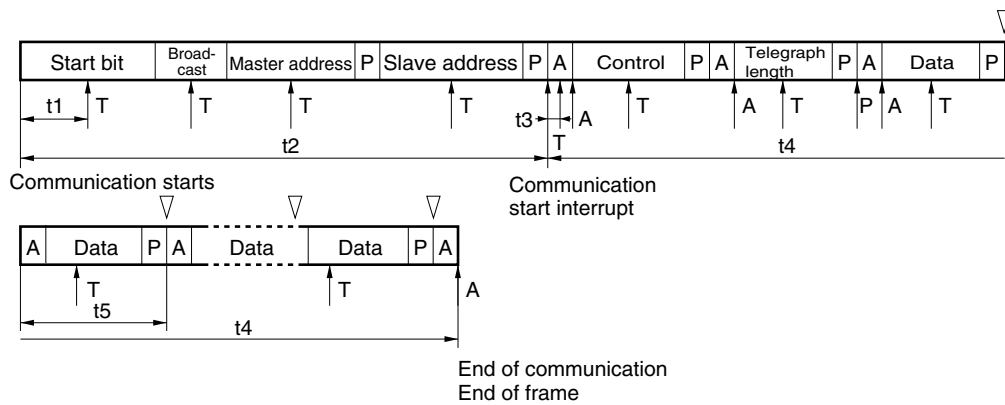 Start bit Broad-cast Master address P Slave address P A Control P A Telegraph length P A Data P
t1 T T T T t3 A T A T P A T
T
t2 t4
Communication starts
Communication start interrupt
A Data P A Data Data P A
T T A
t5
t4
End of communication
End of frame